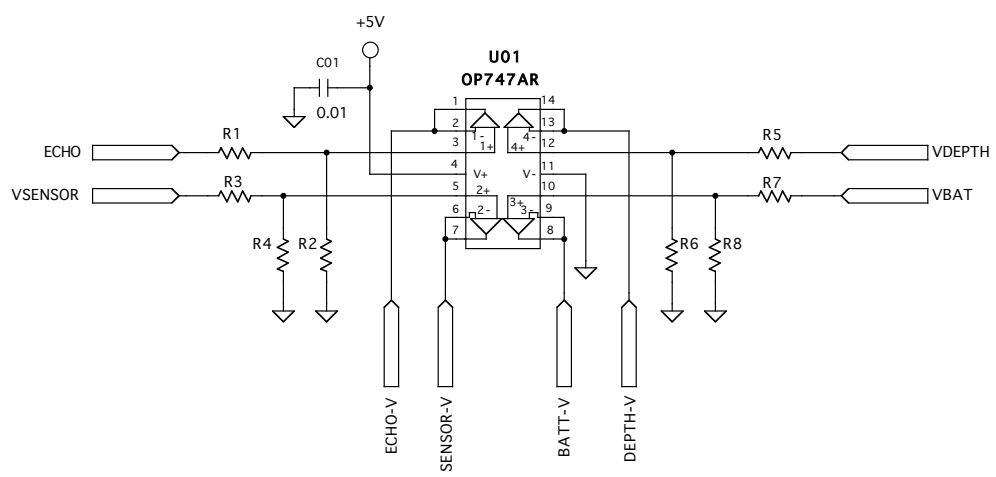 +5V
C01
0.01
U01
OP747AR
1
2
3
4
5
6
7
14
13
12
11
10
9
8
1-
1+
4-
4+
V+
V-
2+
2-
3+
3-
ECHO
R1
VSENSOR
R3
R4
R2
R5
VDEPTH
R7
VBAT
R6
R8
ECHO-V
SENSOR-V
BATT-V
DEPTH-V